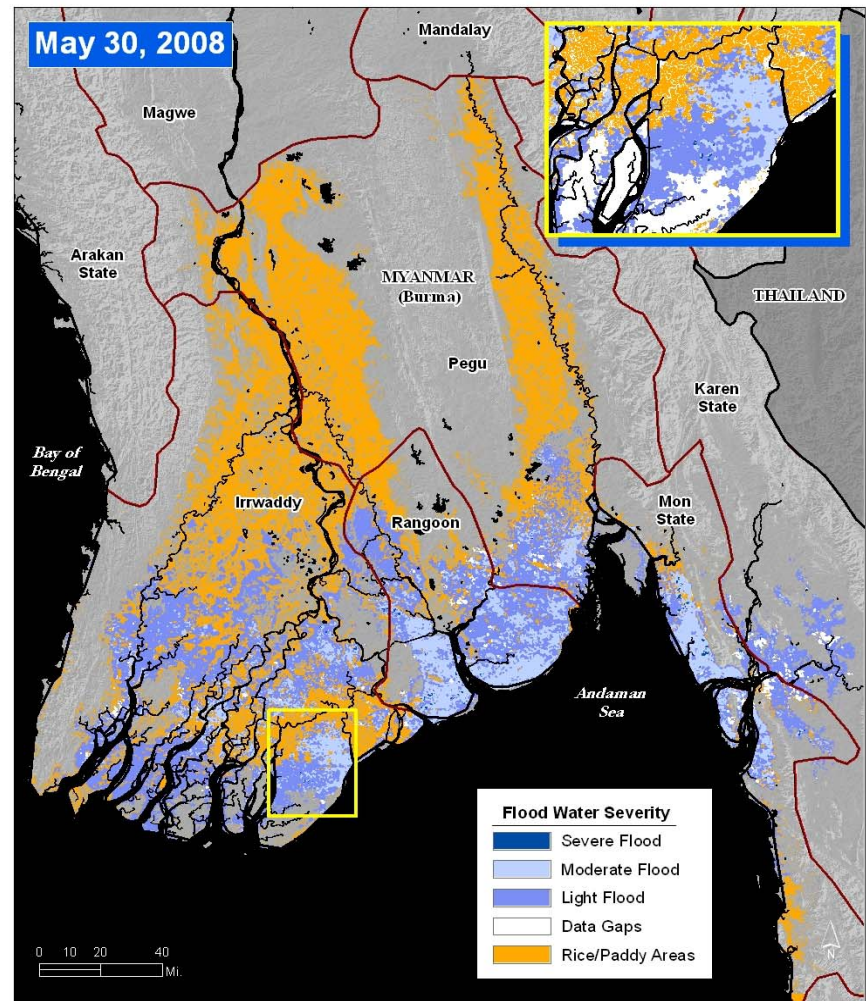 May 30, 2008
Mandalay
Magwe
Arakan
State
MYANMAR
(Burma)
THAILAND
Pegu
Karen
State
Bay of
Bengal
Irrwaddy
Rangoon
Mon
State
Andaman
Sea
Flood Water Severity
Severe Flood
Moderate Flood
Light Flood
Data Gaps
Rice/Paddy Areas
0 10 20 40
Mi.
N